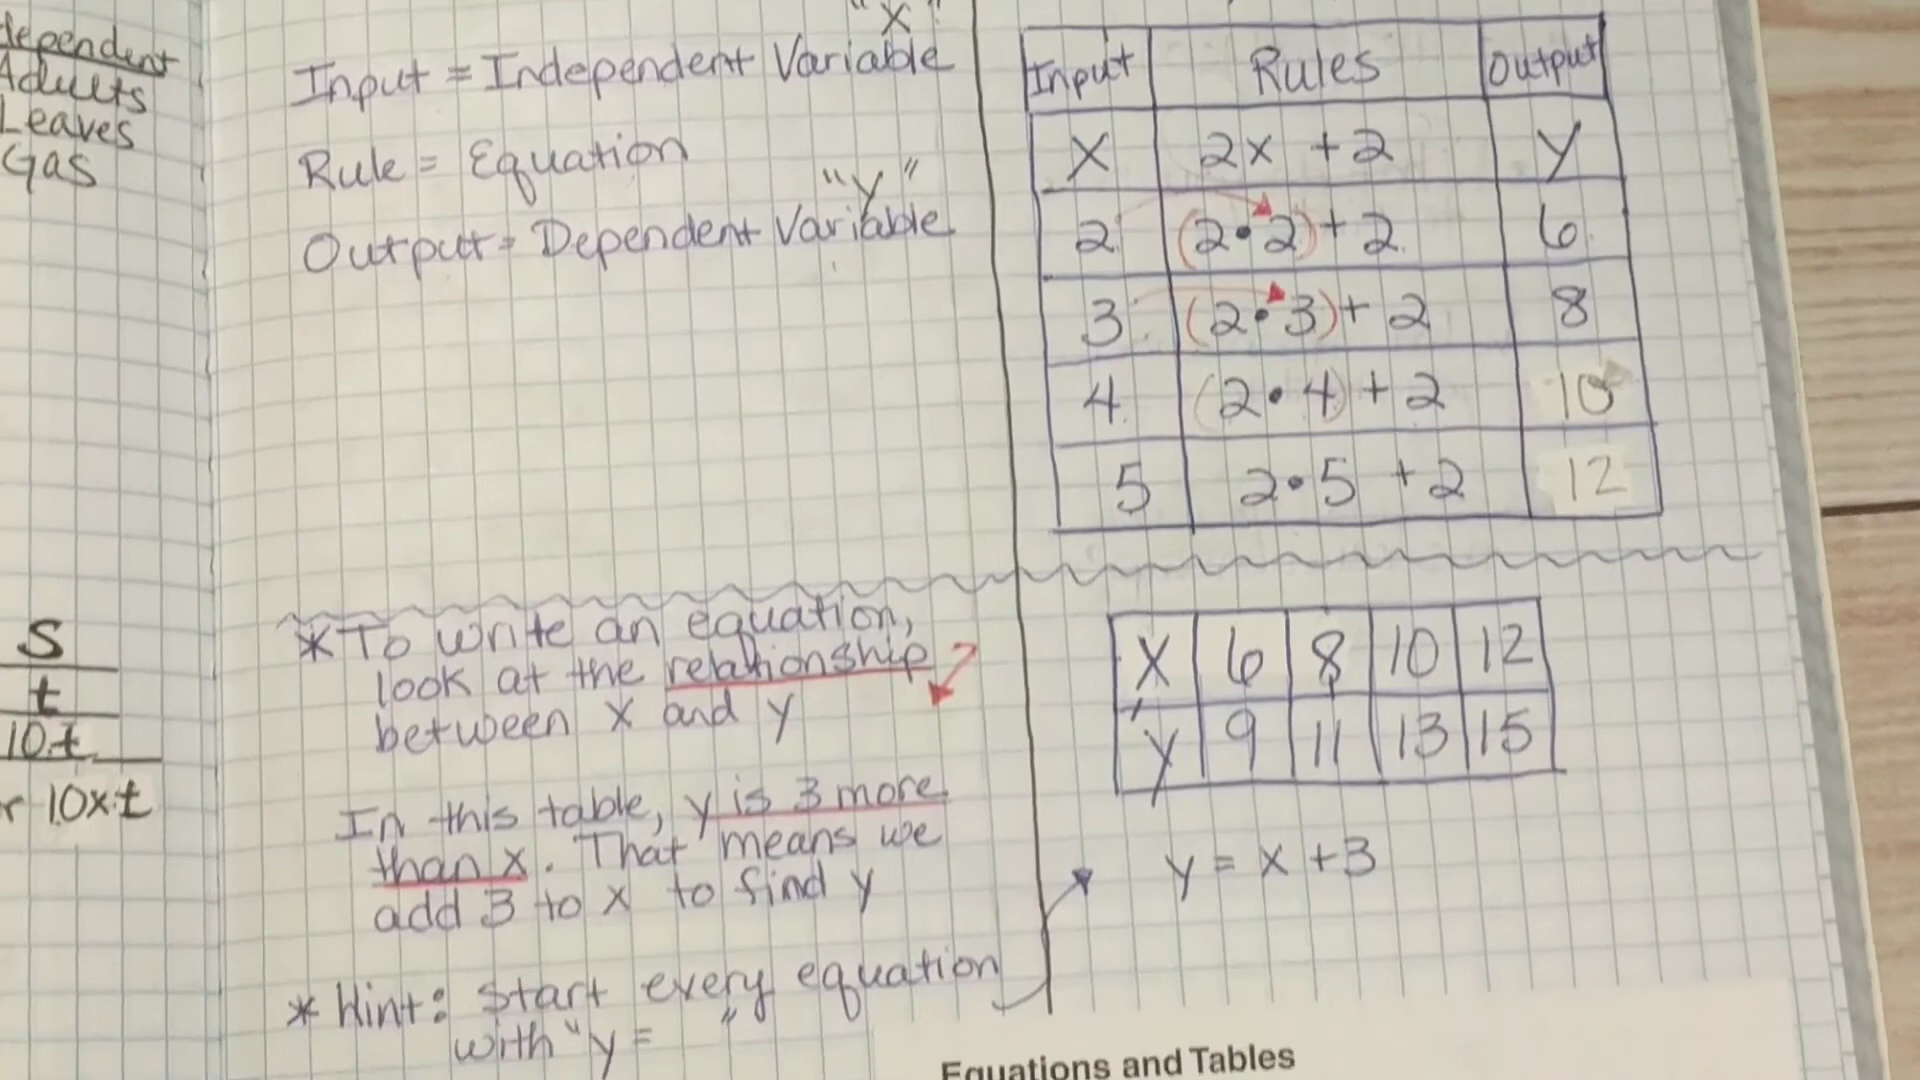 dependent
Adults
Leaves
Gas
S
t
10t
r 10xt
"X"
Input = Independent Variable
Rule = Equation
"y"
Output = Dependent Variable
Input Rules Output
X 2x + 2 y
2 (2•2) + 2 6
3 (2•3) + 2 8
4 (2•4) + 2 10
5 2•5 + 2 12
* To write an equation,
look at the relationship
between x and y
In this table, y is 3 more
than x. That means we
add 3 to x to find y
* Hint: Start every equation
with "y = "
X 6 8 10 12
y 9 11 13 15
y = x + 3
Equations and Tables